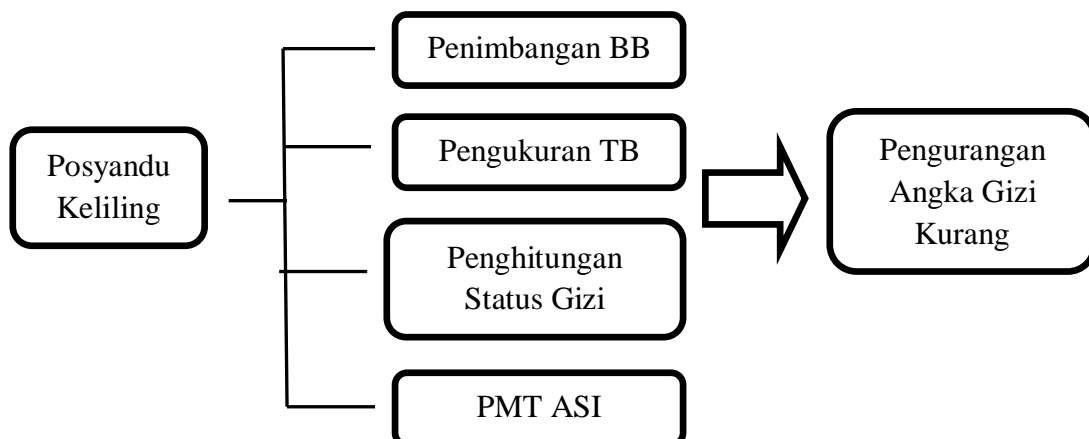 Posyandu
Keliling
Penimbangan BB
Pengukuran TB
Penghitungan
Status Gizi
PMT ASI
Pengurangan
Angka Gizi
Kurang